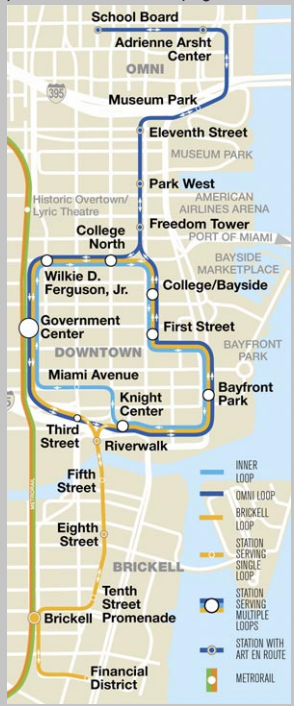 School Board
Adrienne Arsht
Center
OMNI
395
Museum Park
Eleventh Street
MUSEUM PARK
Park West
AMERICAN
AIRLINES ARENA
Historic Overtown/
Lyric Theatre
Freedom Tower
PORT OF MIAMI
College
North
BAYSIDE
MARKETPLACE
Wilkie D.
Ferguson, Jr.
College/Bayside
Government
Center
First Street
DOWNTOWN
BAYFRONT
PARK
Miami Avenue
Knight
Center
Bayfront
Park
Third
Street
Riverwalk
Fifth
Street
METRORAIL
Eighth
Street
BRICKELL
Tenth
Street
Promenade
Brickell
Financial
District
INNER
LOOP
OMNI LOOP
BRICKELL
LOOP
STATION
SERVING
SINGLE
LOOP
STATION
SERVING
MULTIPLE
LOOPS
STATION WITH
ART EN ROUTE
METRORAIL